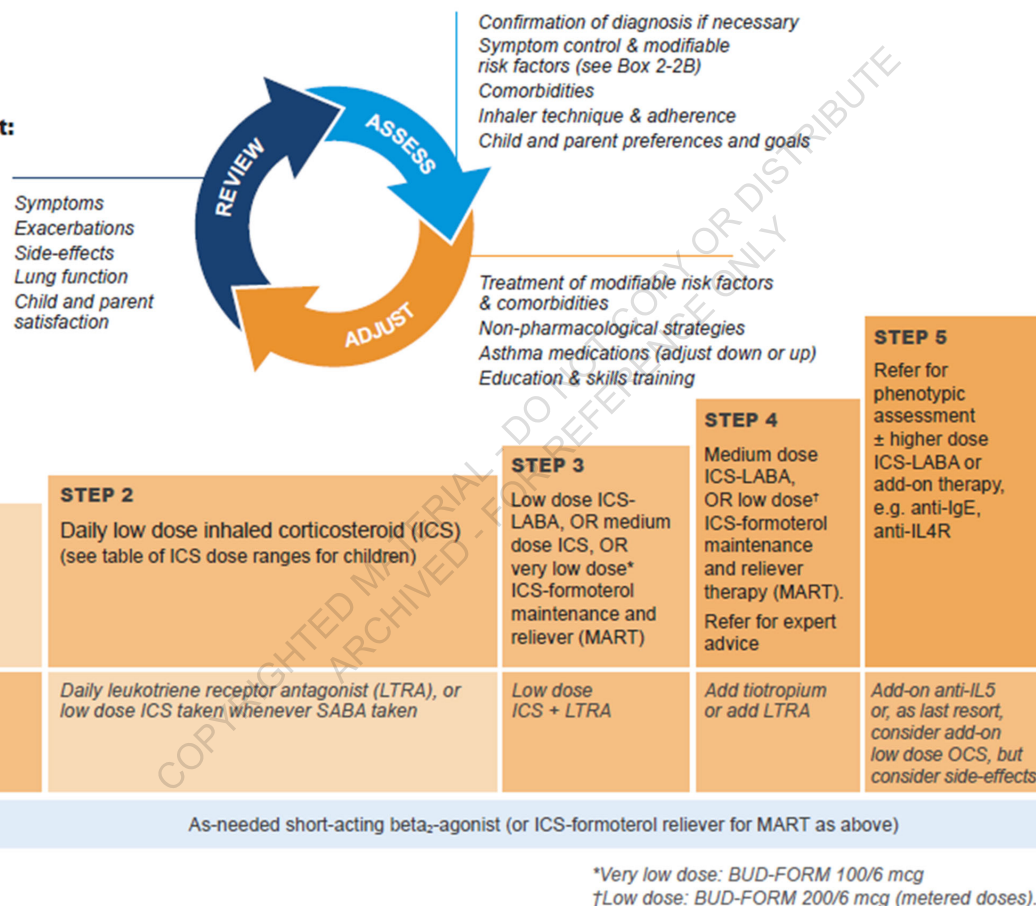 Confirmation of diagnosis if necessary
Symptom control & modifiable
risk factors (see Box 2-2B)
Comorbidities
Inhaler technique & adherence
Child and parent preferences and goals
t:
REVIEW
ASSESS
ADJUST
Symptoms
Exacerbations
Side-effects
Lung function
Child and parent
satisfaction
Treatment of modifiable risk factors
& comorbidities
Non-pharmacological strategies
Asthma medications (adjust down or up)
Education & skills training
STEP 2
Daily low dose inhaled corticosteroid (ICS)
(see table of ICS dose ranges for children)
STEP 3
Low dose ICS-
LABA, OR medium
dose ICS, OR
very low dose*
ICS-formoterol
maintenance and
reliever (MART)
STEP 4
Medium dose
ICS-LABA,
OR low dose†
ICS-formoterol
maintenance
and reliever
therapy (MART).
Refer for expert
advice
STEP 5
Refer for
phenotypic
assessment
± higher dose
ICS-LABA or
add-on therapy,
e.g. anti-IgE,
anti-IL4R
Daily leukotriene receptor antagonist (LTRA), or
low dose ICS taken whenever SABA taken
Low dose
ICS + LTRA
Add tiotropium
or add LTRA
Add-on anti-IL5
or, as last resort,
consider add-on
low dose OCS, but
consider side-effects
As-needed short-acting beta₂-agonist (or ICS-formoterol reliever for MART as above)
*Very low dose: BUD-FORM 100/6 mcg
†Low dose: BUD-FORM 200/6 mcg (metered doses).
COPYRIGHTED MATERIAL - DO NOT COPY OR DISTRIBUTE
ARCHIVED - FOR REFERENCE ONLY